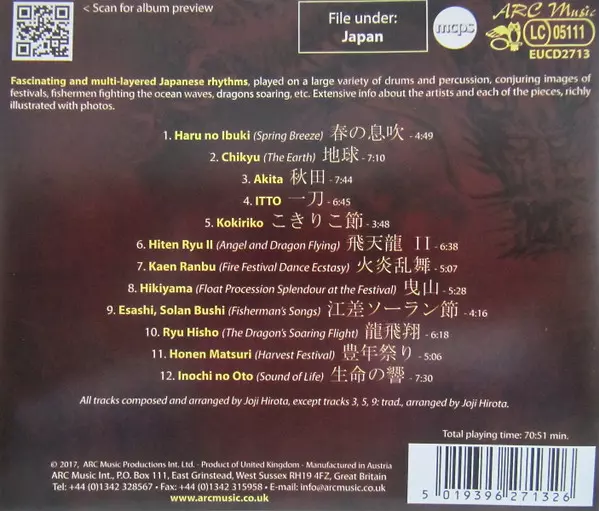 < Scan for album preview
File under:
Japan
mcps
ARC Music
LC 05111
EUCD2713
Fascinating and multi-layered Japanese rhythms, played on a large variety of drums and percussion, conjuring images of
festivals, fishermen fighting the ocean waves, dragons soaring, etc. Extensive info about the artists and each of the pieces, richly
illustrated with photos.
1. Haru no Ibuki (Spring Breeze) 春の息吹 - 4:49
2. Chikyu (The Earth) 地球 - 7:10
3. Akita 秋田 - 7:44
4. ITTO 一刀 - 6:45
5. Kokiriko こきりこ節 - 3:48
6. Hiten Ryu II (Angel and Dragon Flying) 飛天龍 II - 6:38
7. Kaen Ranbu (Fire Festival Dance Ecstasy) 火炎乱舞 - 5:07
8. Hikiyama (Float Procession Splendour at the Festival) 曳山 - 5:28
9. Esashi, Solan Bushi (Fisherman's Songs) 江差ソーラン節 - 4:16
10. Ryu Hisho (The Dragon's Soaring Flight) 龍飛翔 - 6:18
11. Honen Matsuri (Harvest Festival) 豊年祭り - 5:06
12. Inochi no Oto (Sound of Life) 生命の響 - 7:30
All tracks composed and arranged by Joji Hirota, except tracks 3, 5, 9: trad., arranged by Joji Hirota.
Total playing time: 70:51 min.
© 2017, ARC Music Productions Int. Ltd. · Product of United Kingdom · Manufactured in Austria
ARC Music Int., P.O. Box 111, East Grinstead, West Sussex RH19 4FZ, Great Britain
Tel: +44 (0)1342 328567 • Fax: +44 (0)1342 315958 • E-mail: info@arcmusic.co.uk
www.arcmusic.co.uk
5 019396 271326